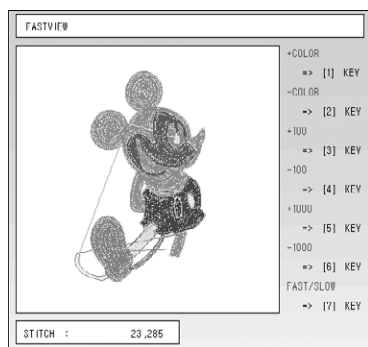 FASTVIEW
+COLOR
=> [1] KEY
-COLOR
=> [2] KEY
+100
=> [3] KEY
-100
=> [4] KEY
+1000
=> [5] KEY
-1000
=> [6] KEY
FAST/SLOW
=> [7] KEY
STITCH : 23,285